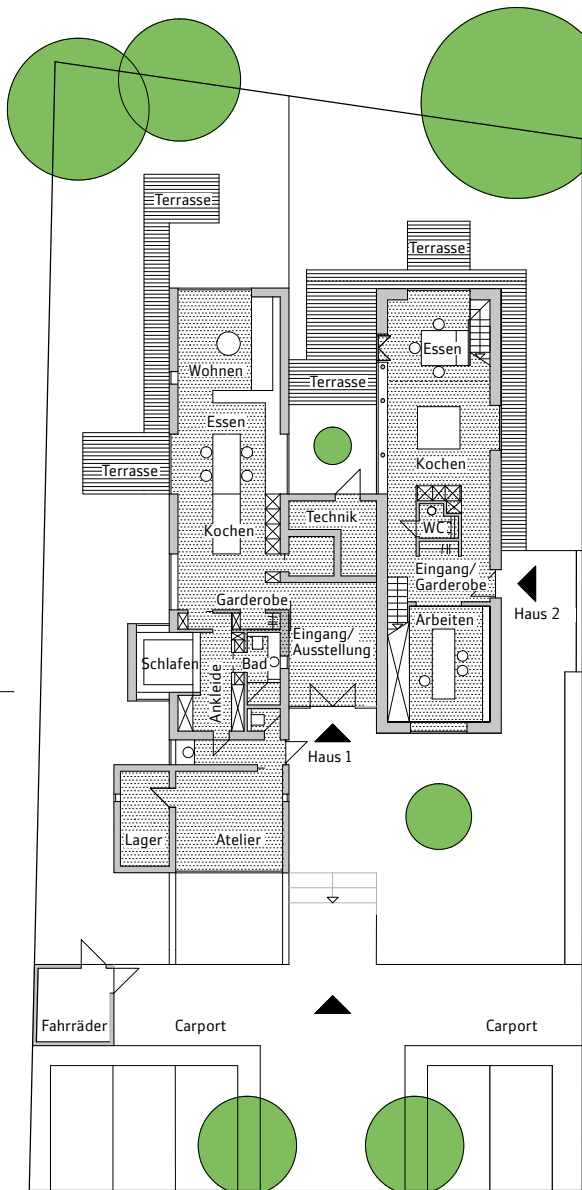 Terrasse
Terrasse
Essen
Wohnen
Terrasse
Essen
Terrasse
Kochen
Technik
WC
Kochen
Eingang/
Garderobe
Garderobe
Haus 2
Arbeiten
Eingang/
Ausstellung
Schlafen
Bad
Ankleide
Haus 1
Lager
Atelier
Fahrräder
Carport
Carport